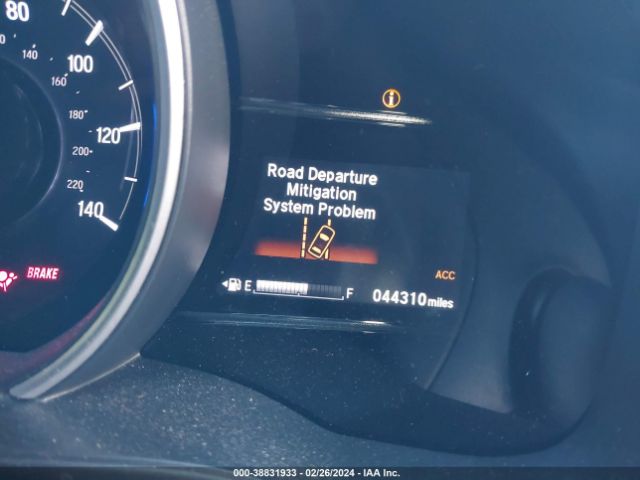 80
100
120
140
140
160
180
200
220
BRAKE
Road Departure
Mitigation
System Problem
ACC
E
F
044310 miles
000-38831933 / 02/26/2024 - IAA Inc.